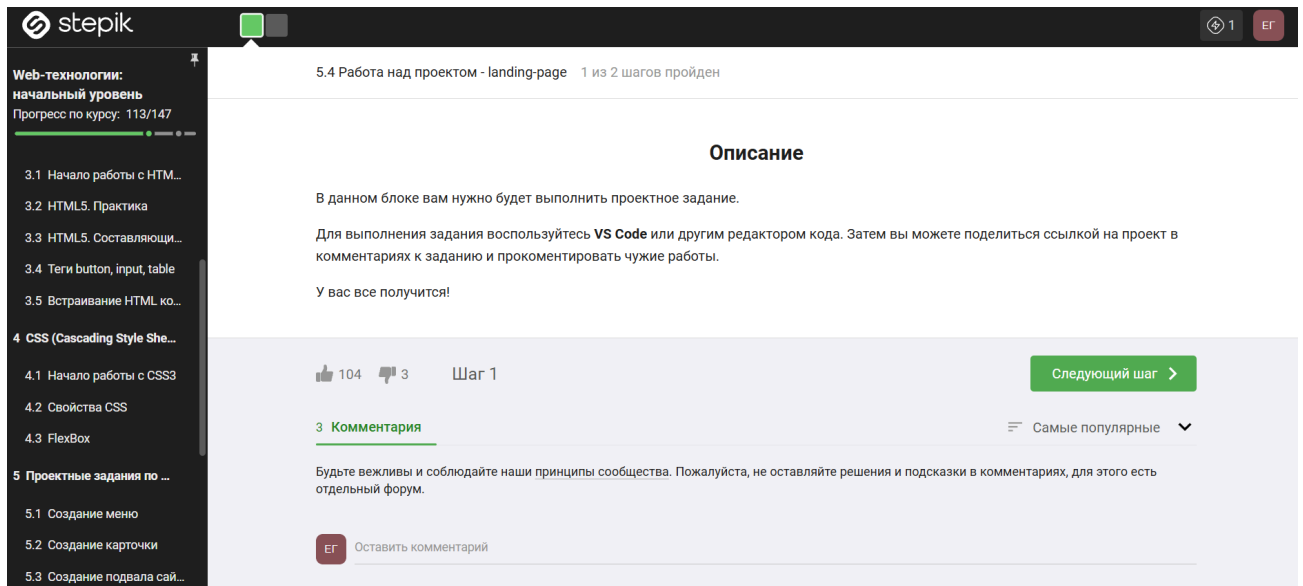 stepik
1
ЕГ
Web-технологии:
начальный уровень
Прогресс по курсу: 113/147
3.1 Начало работы с HTM...
3.2 HTML5. Практика
3.3 HTML5. Составляющи...
3.4 Теги button, input, table
3.5 Встраивание HTML ко...
4 CSS (Cascading Style She...
4.1 Начало работы с CSS3
4.2 Свойства CSS
4.3 FlexBox
5 Проектные задания по ...
5.1 Создание меню
5.2 Создание карточки
5.3 Создание подвала сай...
5.4 Работа над проектом - landing-page 1 из 2 шагов пройден
Описание
В данном блоке вам нужно будет выполнить проектное задание.
Для выполнения задания воспользуйтесь VS Code или другим редактором кода. Затем вы можете поделиться ссылкой на проект в
комментариях к заданию и прокоментировать чужие работы.
У вас все получится!
104 3 Шаг 1
Следующий шаг
3 Комментария
Самые популярные
Будьте вежливы и соблюдайте наши принципы сообщества. Пожалуйста, не оставляйте решения и подсказки в комментариях, для этого есть
отдельный форум.
ЕГ Оставить комментарий